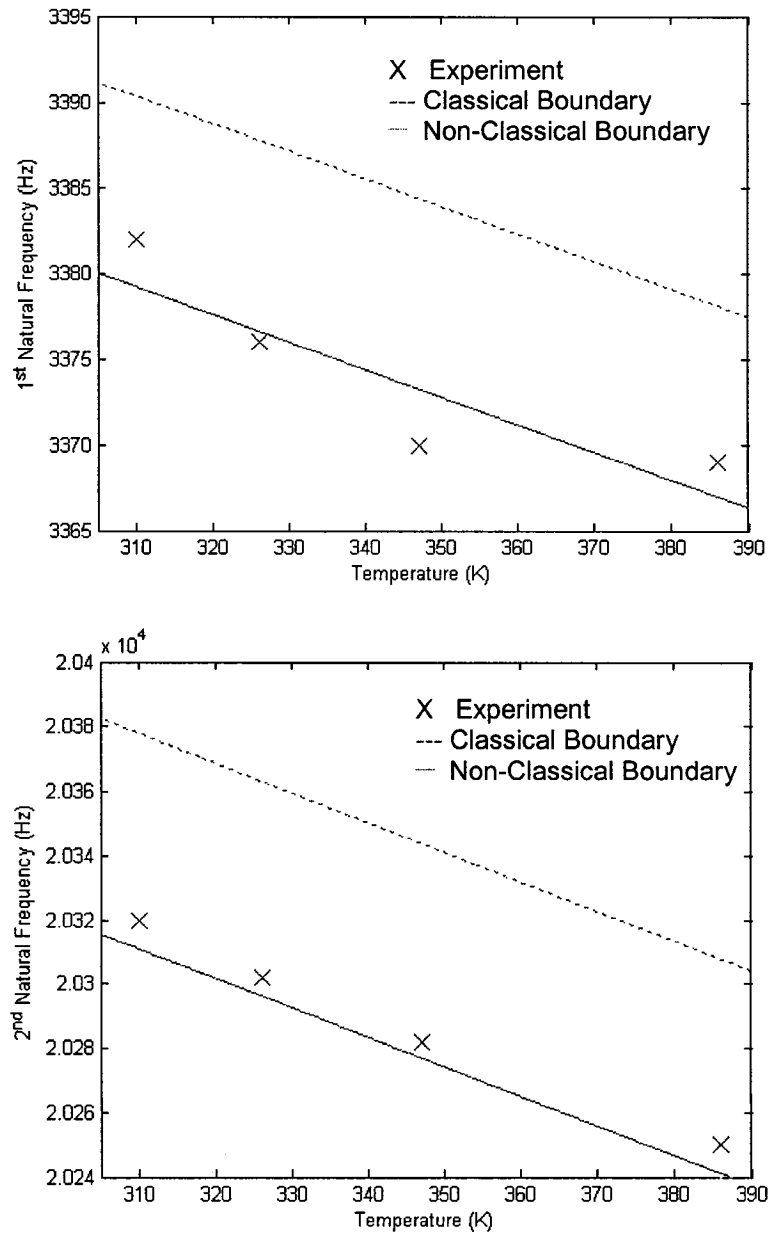 3395
3390
3385
3380
3375
3370
3365
1st Natural Frequency (Hz)
X Experiment
--- Classical Boundary
— Non-Classical Boundary
310 320 330 340 350 360 370 380 390
Temperature (K)
x 10^4
2.04
2.038
2.036
2.034
2.032
2.03
2.028
2.026
2.024
2nd Natural Frequency (Hz)
X Experiment
--- Classical Boundary
— Non-Classical Boundary
310 320 330 340 350 360 370 380 390
Temperature (K)